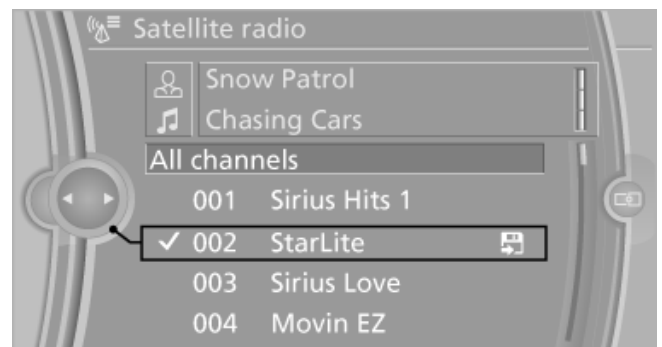 Satellite radio
Snow Patrol
Chasing Cars
All channels
001 Sirius Hits 1
✓ 002 StarLite
003 Sirius Love
004 Movin EZ